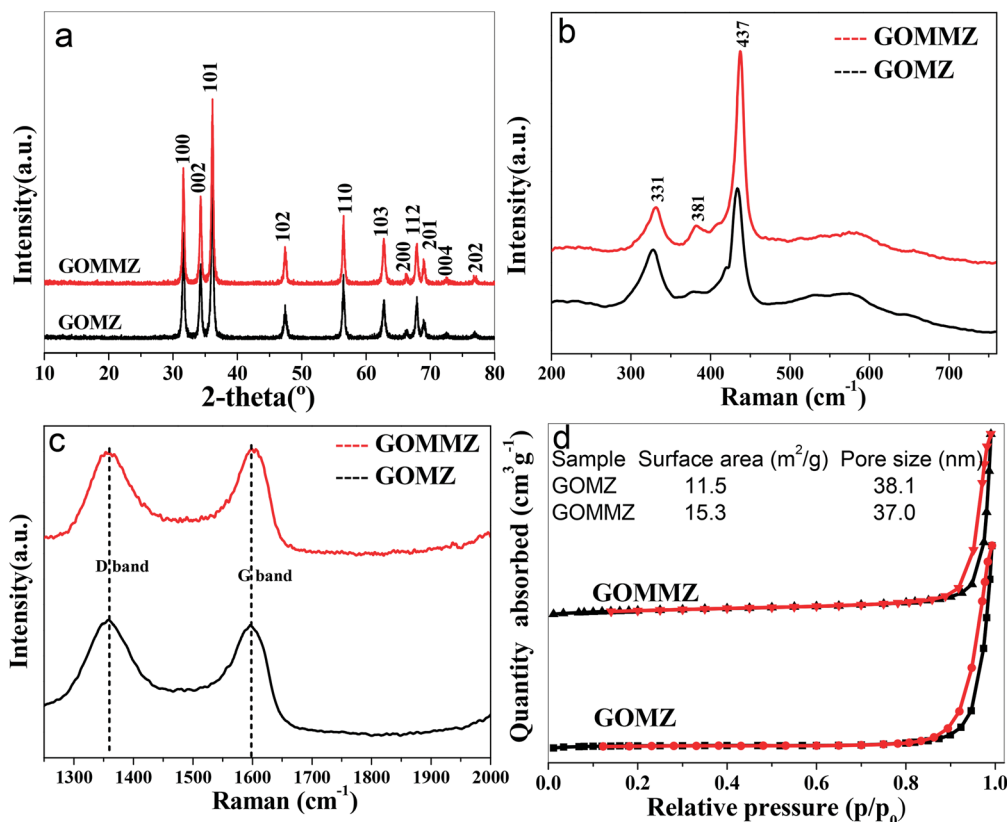 a
Intensity(a.u.)
100
002
101
102
110
103
200
112
201
004
202
GOMMZ
GOMZ
10 20 30 40 50 60 70 80
2-theta(º)
b
Intensity(a.u.)
GOMMZ
GOMZ
331
381
437
200 300 400 500 600 700
Raman (cm⁻¹)
c
Intensity(a.u.)
GOMMZ
GOMZ
D band
G band
1300 1400 1500 1600 1700 1800 1900 2000
Raman (cm⁻¹)
d
Quantity absorbed (cm³g⁻¹)
Sample Surface area (m²/g) Pore size (nm)
GOMZ 11.5 38.1
GOMMZ 15.3 37.0
GOMMZ
GOMZ
0.0 0.2 0.4 0.6 0.8 1.0
Relative pressure (p/p₀)